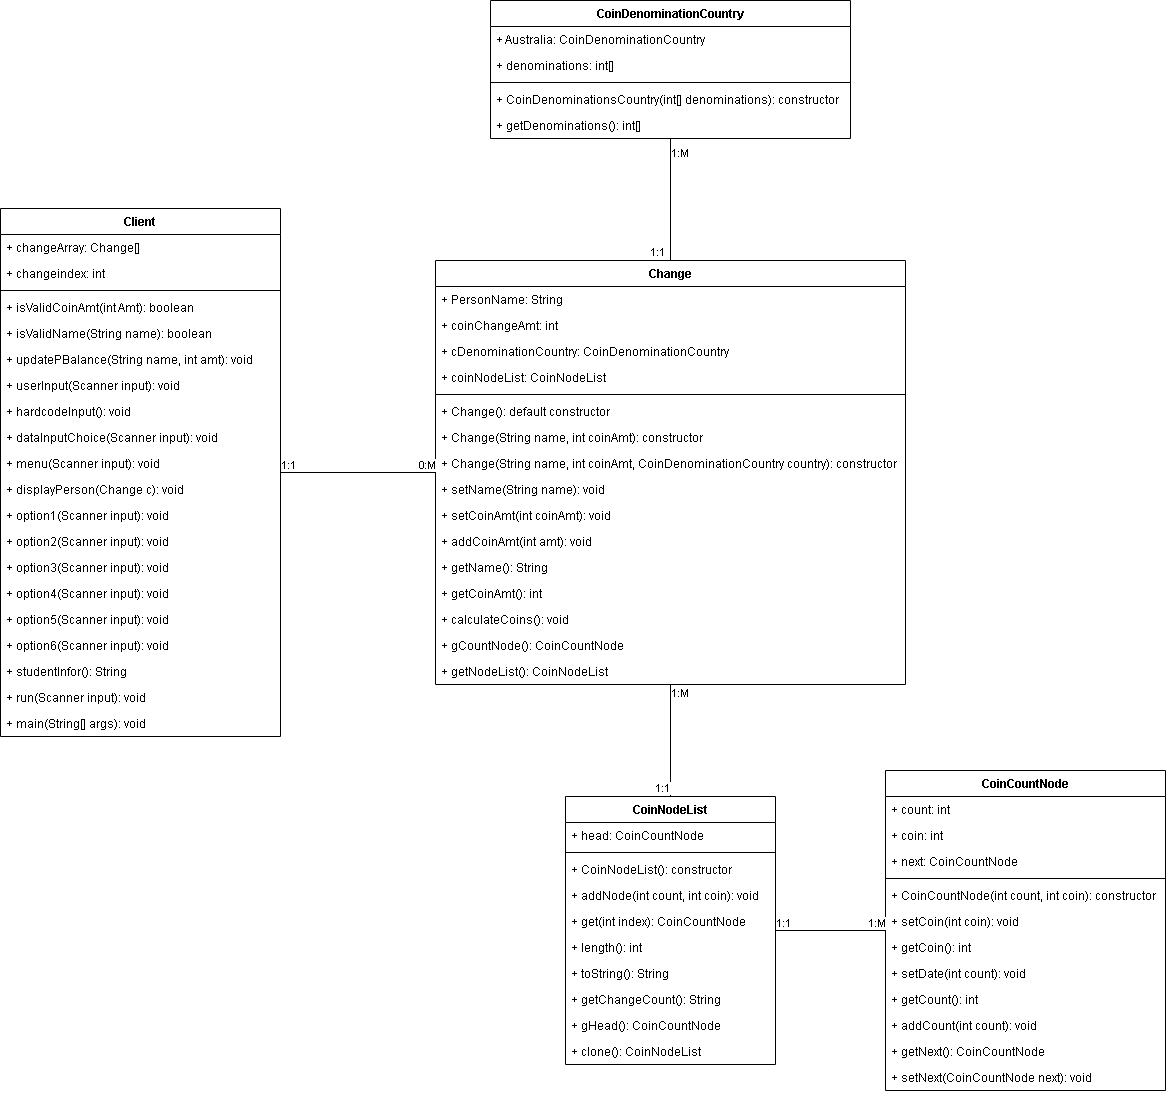 CoinDenominationCountry
+ Australia: CoinDenominationCountry
+ denominations: int[]
+ CoinDenominationsCountry(int[] denominations): constructor
+ getDenominations(): int[]
1:M
1:1
Client
+ changeArray: Change[]
+ changeindex: int
+ isValidCoinAmt(int Amt): boolean
+ isValidName(String name): boolean
+ updatePBalance(String name, int amt): void
+ userInput(Scanner input): void
+ hardcodeInput(): void
+ dataInputChoice(Scanner input): void
+ menu(Scanner input): void
+ displayPerson(Change c): void
+ option1(Scanner input): void
+ option2(Scanner input): void
+ option3(Scanner input): void
+ option4(Scanner input): void
+ option5(Scanner input): void
+ option6(Scanner input): void
+ studentInfor(): String
+ run(Scanner input): void
+ main(String[] args): void
1:1
0:M
Change
+ PersonName: String
+ coinChangeAmt: int
+ cDenominationCountry: CoinDenominationCountry
+ coinNodeList: CoinNodeList
+ Change(): default constructor
+ Change(String name, int coinAmt): constructor
+ Change(String name, int coinAmt, CoinDenominationCountry country): constructor
+ setName(String name): void
+ setCoinAmt(int coinAmt): void
+ addCoinAmt(int amt): void
+ getName(): String
+ getCoinAmt(): int
+ calculateCoins(): void
+ gCountNode(): CoinCountNode
+ getNodeList(): CoinNodeList
1:M
1:1
CoinNodeList
+ head: CoinCountNode
+ CoinNodeList(): constructor
+ addNode(int count, int coin): void
+ get(int index): CoinCountNode
+ length(): int
+ toString(): String
+ getChangeCount(): String
+ gHead(): CoinCountNode
+ clone(): CoinNodeList
1:1
1:M
CoinCountNode
+ count: int
+ coin: int
+ next: CoinCountNode
+ CoinCountNode(int count, int coin): constructor
+ setCoin(int coin): void
+ getCoin(): int
+ setDate(int count): void
+ getCount(): int
+ addCount(int count): void
+ getNext(): CoinCountNode
+ setNext(CoinCountNode next): void